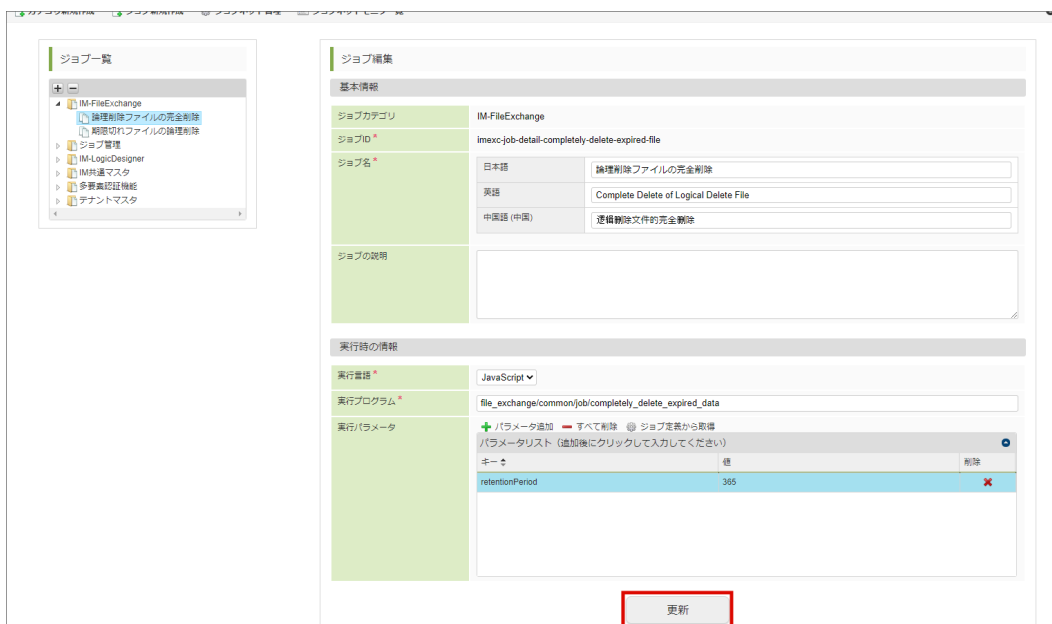 ジョブ一覧
IM-FileExchange
論理削除ファイルの完全削除
期限切れファイルの論理削除
ジョブ管理
IM-LogicDesigner
IM共通マスタ
多要素認証機能
テナントマスタ
ジョブ編集
基本情報
ジョブカテゴリ IM-FileExchange
ジョブID * imexc-job-detail-completely-delete-expired-file
ジョブ名 * 日本語 論理削除ファイルの完全削除
英語 Complete Delete of Logical Delete File
中国語 (中国) 逻辑删除文件的完全删除
ジョブの説明
実行時の情報
実行言語 * JavaScript
実行プログラム * file_exchange/common/job/completely_delete_expired_data
実行パラメータ パラメータ追加 すべて削除 ジョブ定義から取得
パラメータリスト（追加後にクリックして入力してください）
キー 値 削除
retentionPeriod 365
更新